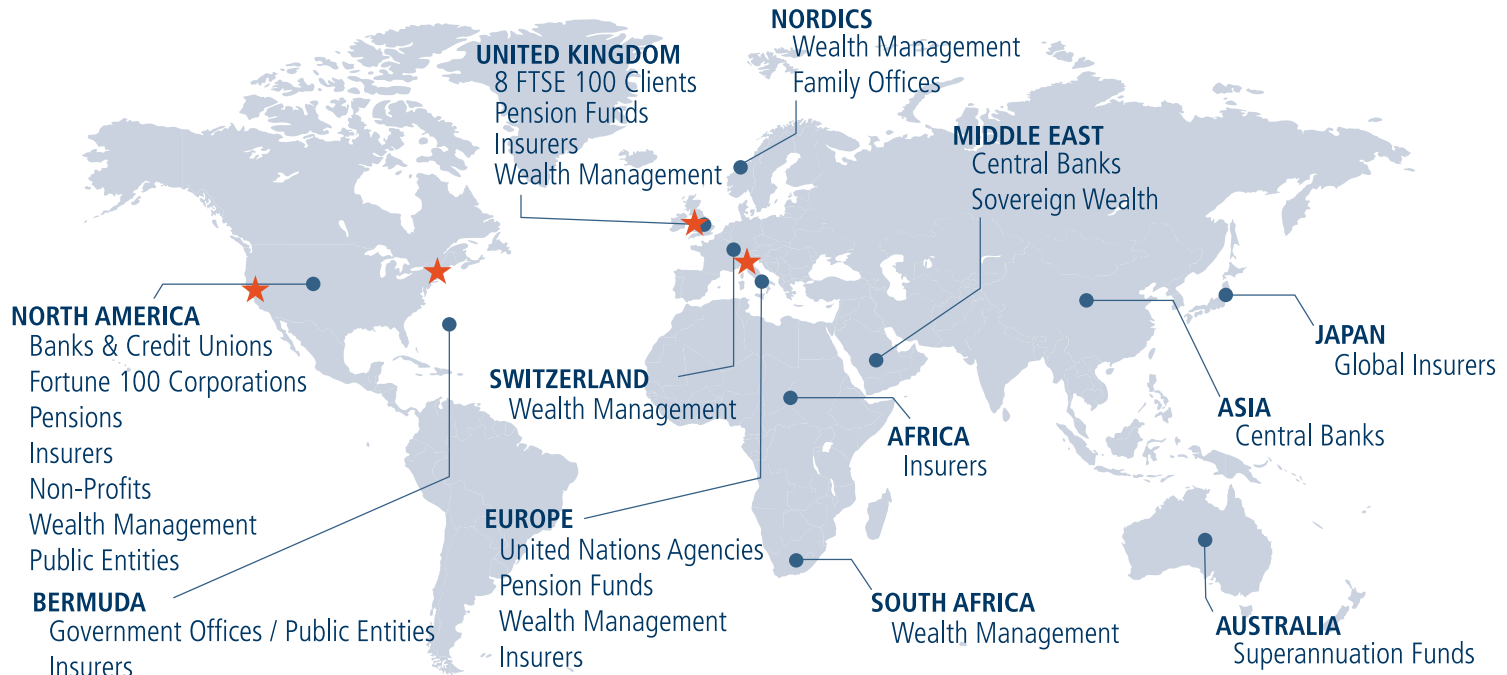 NORDICS
Wealth Management
Family Offices
UNITED KINGDOM
8 FTSE 100 Clients
Pension Funds
Insurers
Wealth Management
MIDDLE EAST
Central Banks
Sovereign Wealth
NORTH AMERICA
Banks & Credit Unions
Fortune 100 Corporations
Pensions
Insurers
Non-Profits
Wealth Management
Public Entities
JAPAN
Global Insurers
SWITZERLAND
Wealth Management
ASIA
Central Banks
AFRICA
Insurers
EUROPE
United Nations Agencies
Pension Funds
Wealth Management
Insurers
BERMUDA
Government Offices / Public Entities
Insurers
SOUTH AFRICA
Wealth Management
AUSTRALIA
Superannuation Funds